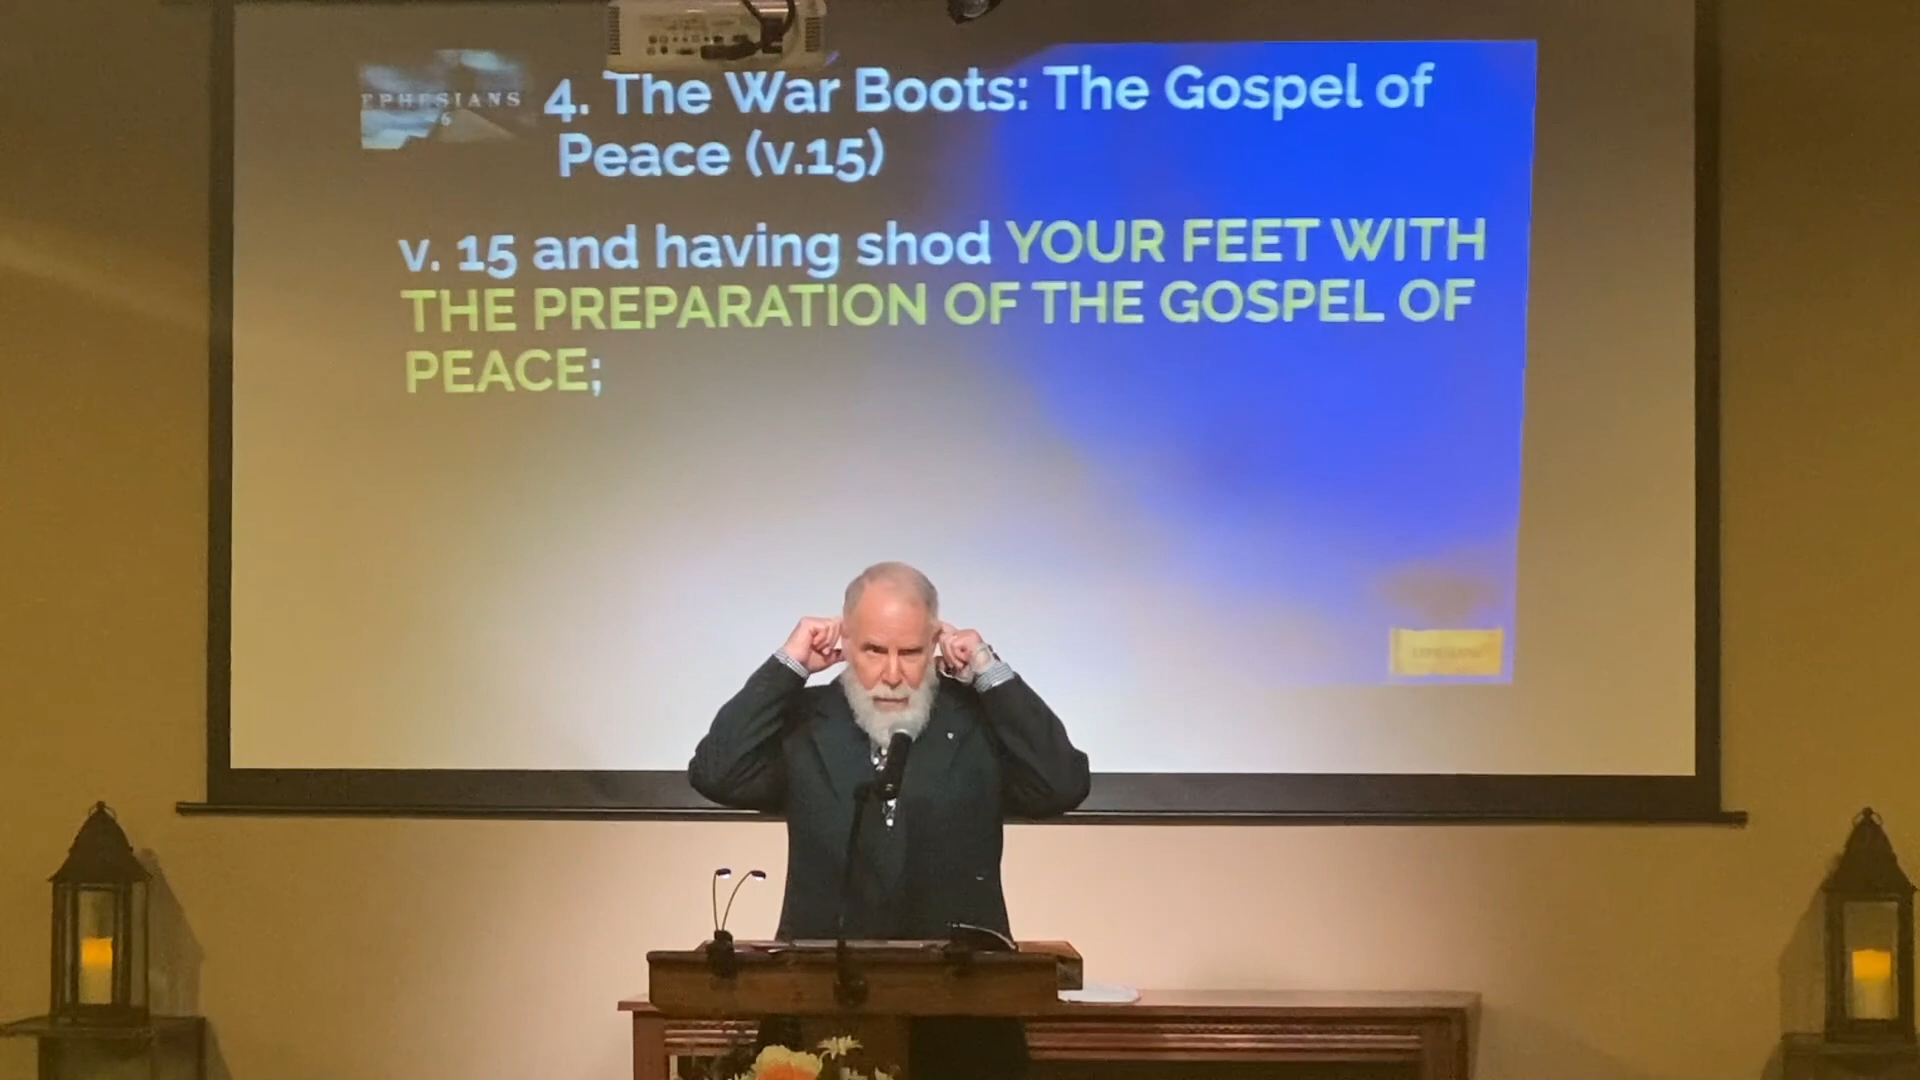 EPHESIANS
6
4. The War Boots: The Gospel of
Peace (v.15)
v. 15 and having shod YOUR FEET WITH
THE PREPARATION OF THE GOSPEL OF
PEACE;